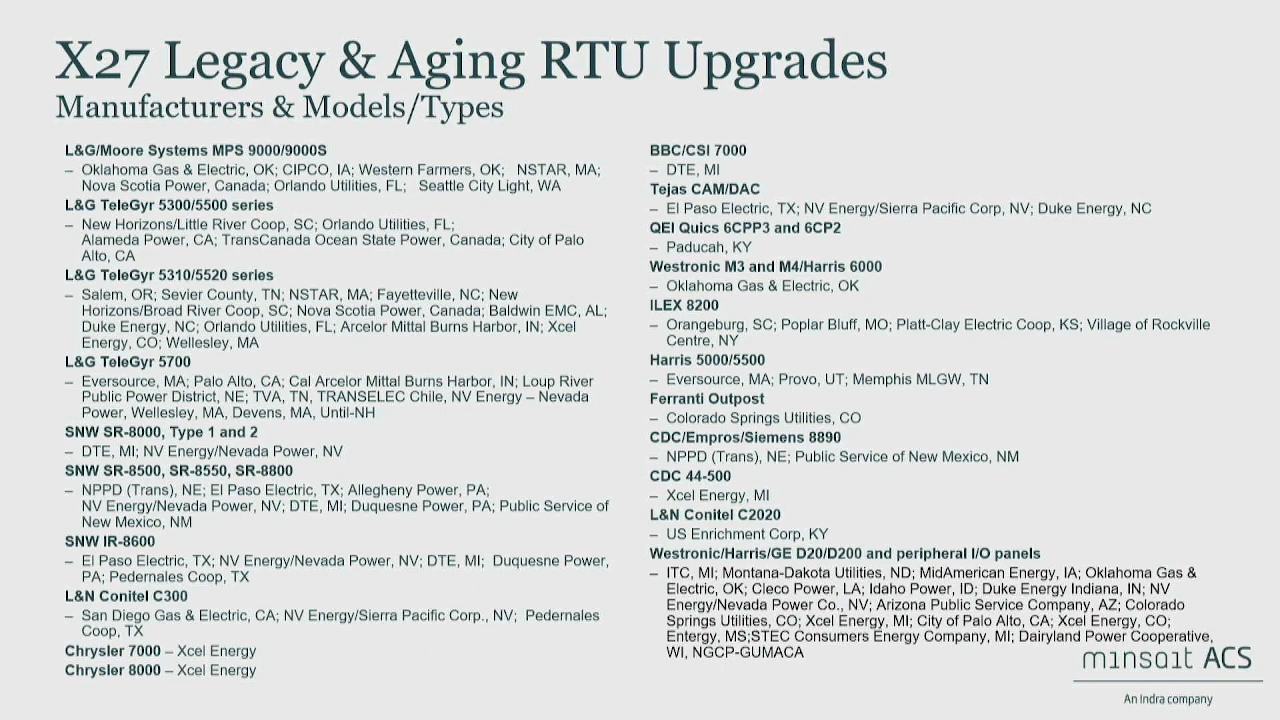 X27 Legacy & Aging RTU Upgrades
Manufacturers & Models/Types
L&G/Moore Systems MPS 9000/9000S
– Oklahoma Gas & Electric, OK; CIPCO, IA; Western Farmers, OK; NSTAR, MA;
Nova Scotia Power, Canada; Orlando Utilities, FL; Seattle City Light, WA
L&G TeleGyr 5300/5500 series
– New Horizons/Little River Coop, SC; Orlando Utilities, FL;
Alameda Power, CA; TransCanada Ocean State Power, Canada; City of Palo
Alto, CA
L&G TeleGyr 5310/5520 series
– Salem, OR; Sevier County, TN; NSTAR, MA; Fayetteville, NC; New
Horizons/Broad River Coop, SC; Nova Scotia Power, Canada; Baldwin EMC, AL;
Duke Energy, NC; Orlando Utilities, FL; Arcelor Mittal Burns Harbor, IN; Xcel
Energy, CO; Wellesley, MA
L&G TeleGyr 5700
– Eversource, MA; Palo Alto, CA; Cal Arcelor Mittal Burns Harbor, IN; Loup River
Public Power District, NE; TVA, TN, TRANSELEC Chile, NV Energy – Nevada
Power, Wellesley, MA, Devens, MA, Until-NH
SNW SR-8000, Type 1 and 2
– DTE, MI; NV Energy/Nevada Power, NV
SNW SR-8500, SR-8550, SR-8800
– NPPD (Trans), NE; El Paso Electric, TX; Allegheny Power, PA;
NV Energy/Nevada Power, NV; DTE, MI; Duquesne Power, PA; Public Service of
New Mexico, NM
SNW IR-8600
– El Paso Electric, TX; NV Energy/Nevada Power, NV; DTE, MI; Duquesne Power,
PA; Pedernales Coop, TX
L&N Conitel C300
– San Diego Gas & Electric, CA; NV Energy/Sierra Pacific Corp., NV; Pedernales
Coop, TX
Chrysler 7000 – Xcel Energy
Chrysler 8000 – Xcel Energy
BBC/CSI 7000
– DTE, MI
Tejas CAM/DAC
– El Paso Electric, TX; NV Energy/Sierra Pacific Corp, NV; Duke Energy, NC
QEI Quics 6CPP3 and 6CP2
– Paducah, KY
Westronic M3 and M4/Harris 6000
– Oklahoma Gas & Electric, OK
ILEX 8200
– Orangeburg, SC; Poplar Bluff, MO; Platt-Clay Electric Coop, KS; Village of Rockville
Centre, NY
Harris 5000/5500
– Eversource, MA; Provo, UT; Memphis MLGW, TN
Ferranti Outpost
– Colorado Springs Utilities, CO
CDC/Empros/Siemens 8890
– NPPD (Trans), NE; Public Service of New Mexico, NM
CDC 44-500
– Xcel Energy, MI
L&N Conitel C2020
– US Enrichment Corp, KY
Westronic/Harris/GE D20/D200 and peripheral I/O panels
– ITC, MI; Montana-Dakota Utilities, ND; MidAmerican Energy, IA; Oklahoma Gas &
Electric, OK; Cleco Power, LA; Idaho Power, ID; Duke Energy Indiana, IN; NV
Energy/Nevada Power Co., NV; Arizona Public Service Company, AZ; Colorado
Springs Utilities, CO; Xcel Energy, MI; City of Palo Alto, CA; Xcel Energy, CO;
Entergy, MS;STEC Consumers Energy Company, MI; Dairyland Power Cooperative,
WI, NGCP-GUMACA
minsait ACS
An Indra company